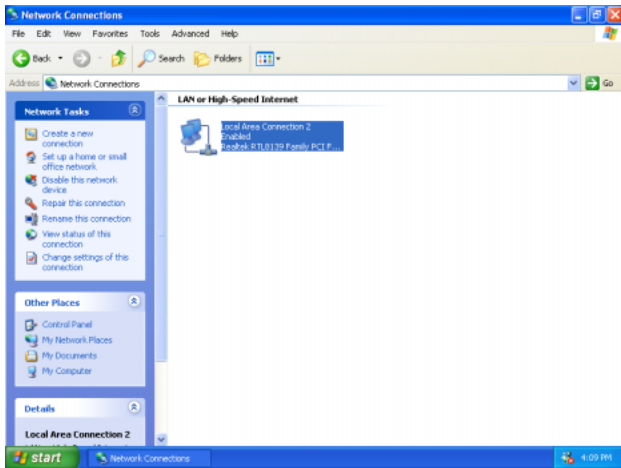 Network Connections
File Edit View Favorites Tools Advanced Help
Back Search Folders
Address Network Connections Go
Network Tasks
Create a new
connection
Set up a home or small
office network
Disable this network
device
Repair this connection
Rename this connection
View status of this
connection
Change settings of this
connection
Other Places
Control Panel
My Network Places
My Documents
My Computer
Details
Local Area Connection 2
LAN or High-Speed Internet
Local Area Connection 2
Enabled
Realtek RTL8139 Family PCI F...
start Network Connections 4:09 PM